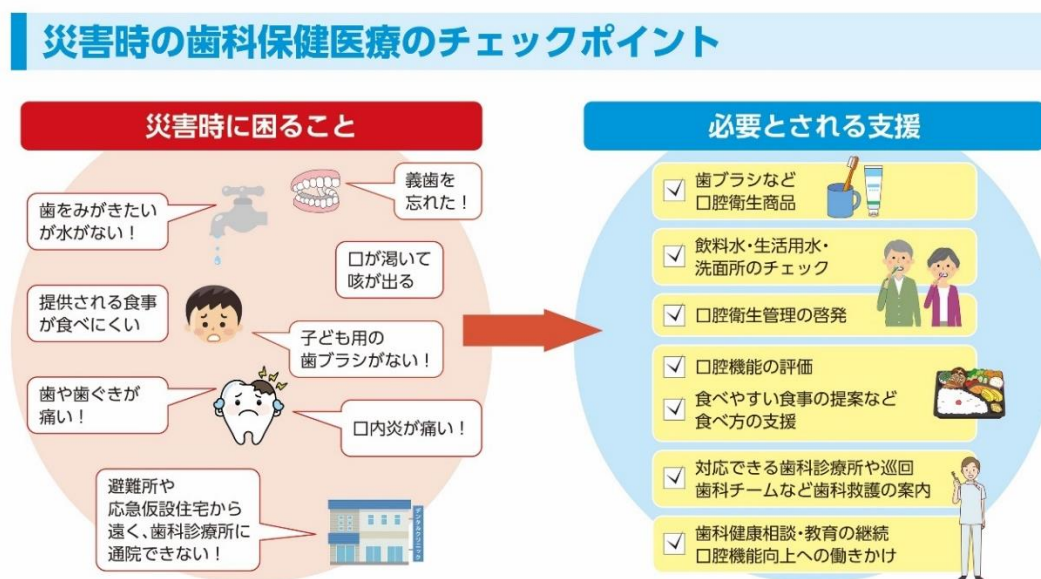 災害時の歯科保健医療のチェックポイント
災害時に困ること
歯をみがきたい
が水がない！
義歯を
忘れた！
口が渇いて
咳が出る
提供される食事
が食べにくい
子ども用の
歯ブラシがない！
歯や歯ぐきが
痛い！
口内炎が痛い！
避難所や
応急仮設住宅から
遠く、歯科診療所に
通院できない！
デンタルクリニック
必要とされる支援
歯ブラシなど
口腔衛生商品
飲料水・生活用水・
洗面所のチェック
口腔衛生管理の啓発
口腔機能の評価
食べやすい食事の提案など
食べ方の支援
対応できる歯科診療所や巡回
歯科チームなど歯科救護の案内
歯科健康相談・教育の継続
口腔機能向上への働きかけ